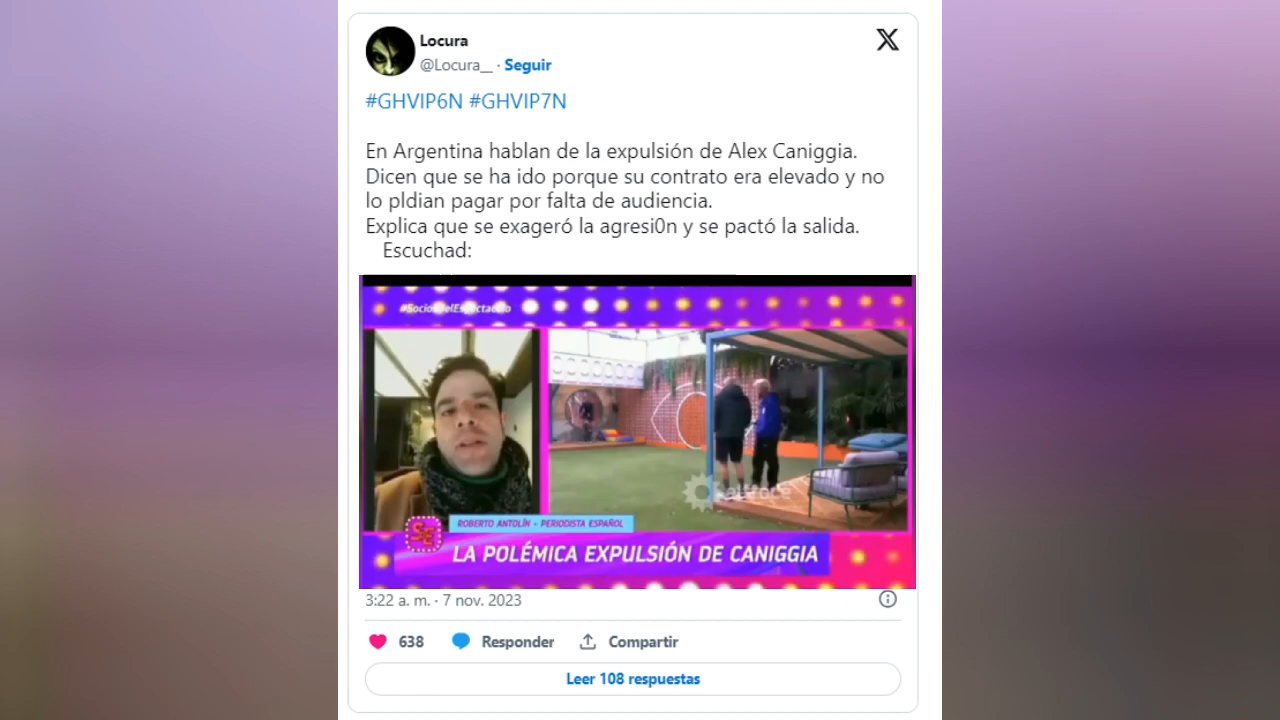 Locura
@Locura__ · Seguir
#GHVIP6N #GHVIP7N
En Argentina hablan de la expulsión de Alex Caniggia.
Dicen que se ha ido porque su contrato era elevado y no
lo pldian pagar por falta de audiencia.
Explica que se exageró la agresi0n y se pactó la salida.
Escuchad:
#SociosdelEspectaculo
SE
ROBERTO ANTOLÍN - PERIODISTA ESPAÑOL
LA POLÉMICA EXPULSIÓN DE CANIGGIA
3:22 a. m. · 7 nov. 2023
638 Responder Compartir
Leer 108 respuestas